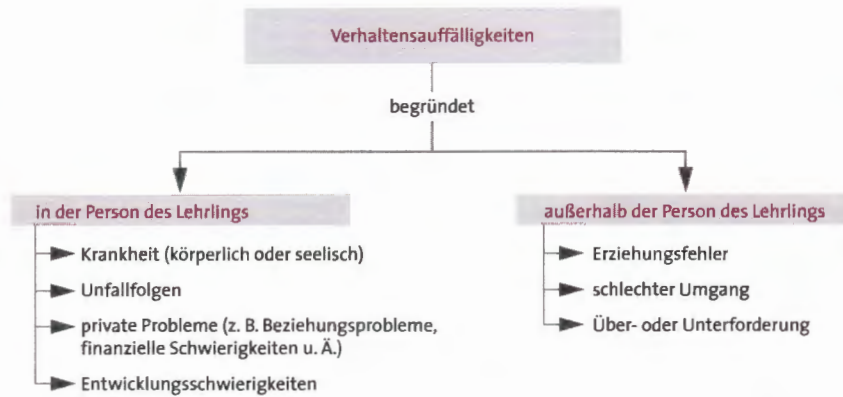 Verhaltensauffälligkeiten
begründet
in der Person des Lehrlings
Krankheit (körperlich oder seelisch)
Unfallfolgen
private Probleme (z. B. Beziehungsprobleme,
finanzielle Schwierigkeiten u. Ä.)
Entwicklungsschwierigkeiten
außerhalb der Person des Lehrlings
Erziehungsfehler
schlechter Umgang
Über- oder Unterforderung